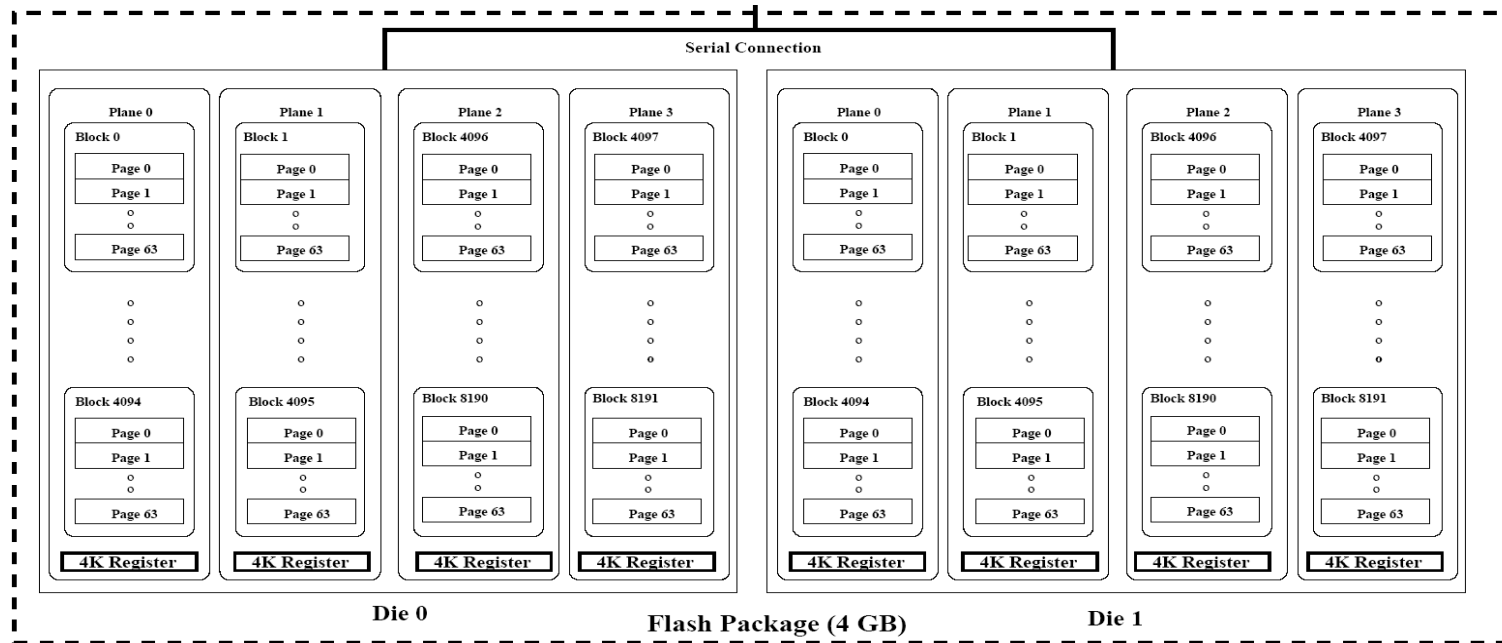 Serial Connection
Plane 0 Plane 1 Plane 2 Plane 3 Plane 0 Plane 1 Plane 2 Plane 3
Block 0 Block 1 Block 4096 Block 4097 Block 0 Block 1 Block 4096 Block 4097
Page 0 Page 0 Page 0 Page 0 Page 0 Page 0 Page 0 Page 0
Page 1 Page 1 Page 1 Page 1 Page 1 Page 1 Page 1 Page 1
Page 63 Page 63 Page 63 Page 63 Page 63 Page 63 Page 63 Page 63
Block 4094 Block 4095 Block 8190 Block 8191 Block 4094 Block 4095 Block 8190 Block 8191
Page 0 Page 0 Page 0 Page 0 Page 0 Page 0 Page 0 Page 0
Page 1 Page 1 Page 1 Page 1 Page 1 Page 1 Page 1 Page 1
Page 63 Page 63 Page 63 Page 63 Page 63 Page 63 Page 63 Page 63
4K Register 4K Register 4K Register 4K Register 4K Register 4K Register 4K Register 4K Register
Die 0 Flash Package (4 GB) Die 1